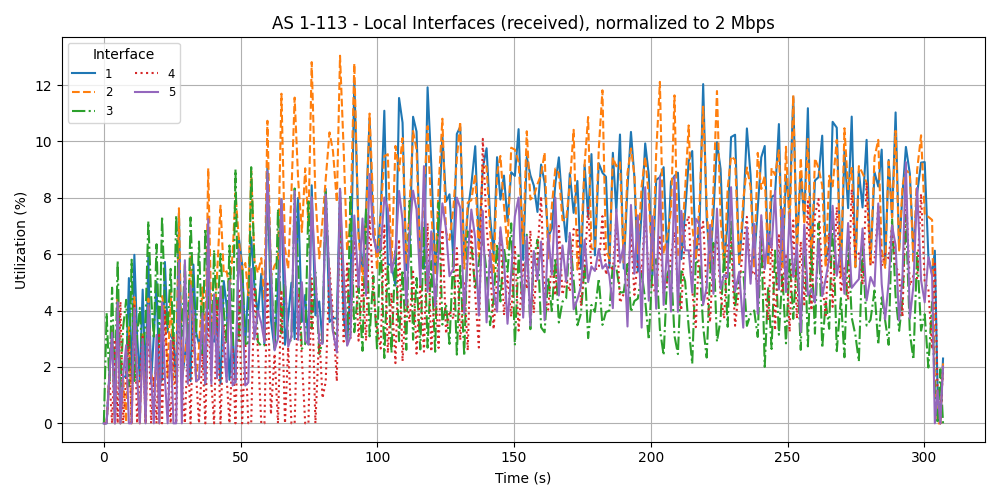 AS 1-113 - Local Interfaces (received), normalized to 2 Mbps
Interface
1
2
3
4
5
Utilization (%)
12
10
8
6
4
2
0
0 50 100 150 200 250 300
Time (s)